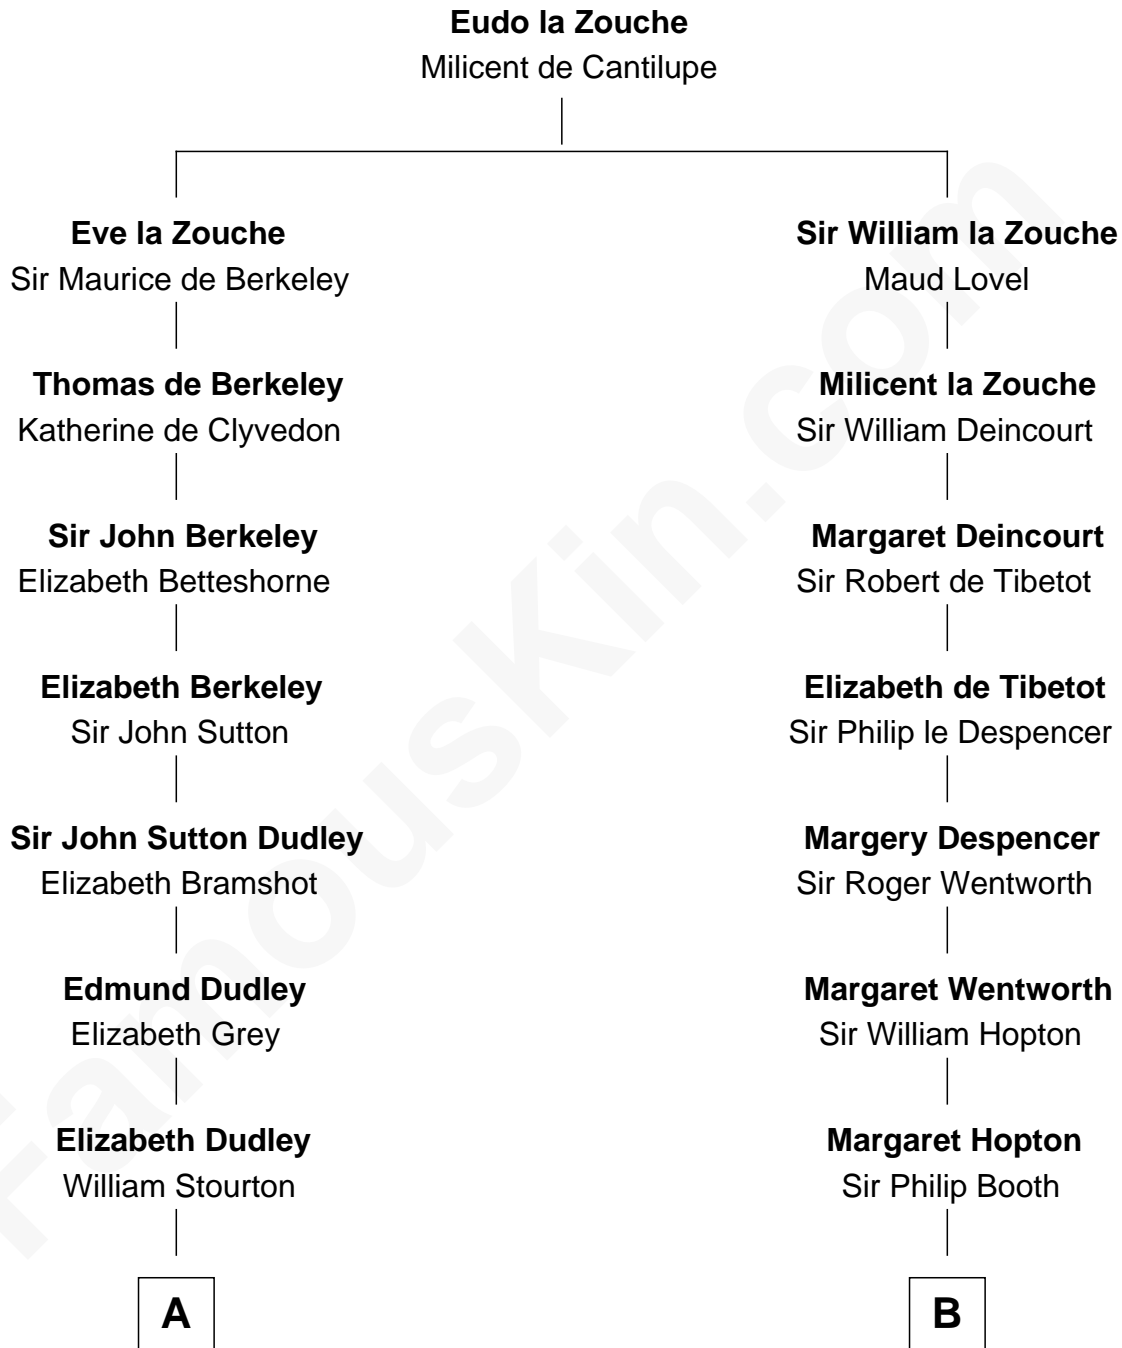 Eudo la Zouche
Milicent de Cantilupe
Eve la Zouche
Sir Maurice de Berkeley
Sir William la Zouche
Maud Lovel
Thomas de Berkeley
Katherine de Clyvedon
Milicent la Zouche
Sir William Deincourt
Sir John Berkeley
Elizabeth Betteshorne
Margaret Deincourt
Sir Robert de Tibetot
Elizabeth Berkeley
Sir John Sutton
Elizabeth de Tibetot
Sir Philip le Despencer
Sir John Sutton Dudley
Elizabeth Bramshot
Margery Despencer
Sir Roger Wentworth
Edmund Dudley
Elizabeth Grey
Margaret Wentworth
Sir William Hopton
Elizabeth Dudley
William Stourton
Margaret Hopton
Sir Philip Booth
A
B
FamousKin.com